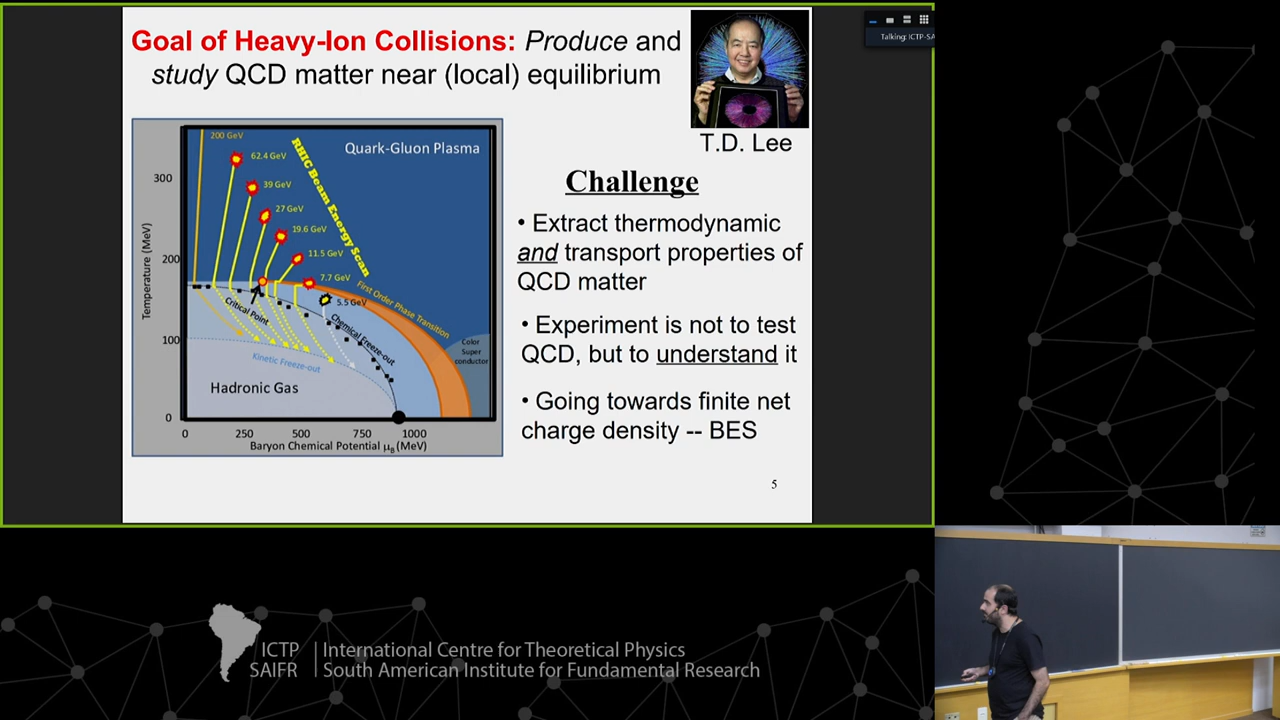 Goal of Heavy-Ion Collisions: Produce and
study QCD matter near (local) equilibrium
T.D. Lee
Talking: ICTP-SA
200 GeV
62.4 GeV
39 GeV
27 GeV
19.6 GeV
11.5 GeV
7.7 GeV
5.5 GeV
RHIC Beam Energy Scan
Quark-Gluon Plasma
First Order Phase Transition
Critical Point
Chemical Freeze-out
Color
Super
conductor
Kinetic Freeze-out
Hadronic Gas
Temperature (MeV)
300
200
100
0
0
250
500
750
1000
Baryon Chemical Potential μB(MeV)
Challenge
• Extract thermodynamic
and transport properties of
QCD matter
• Experiment is not to test
QCD, but to understand it
• Going towards finite net
charge density -- BES
5
ICTP
SAIFR
International Centre for Theoretical Physics
South American Institute for Fundamental Research